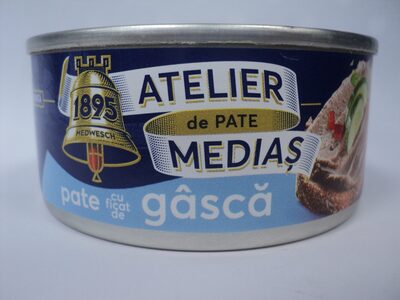 1895
MEDWESCH
ATELIER
de PATE
MEDIAȘ
pate cu ficat de gâscă